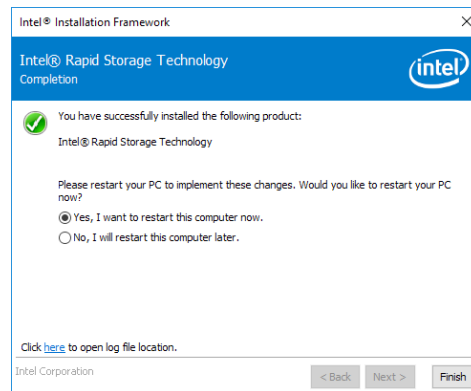 Intel® Installation Framework
Intel® Rapid Storage Technology
Completion
intel
You have successfully installed the following product:
Intel® Rapid Storage Technology
Please restart your PC to implement these changes. Would you like to restart your PC
now?
Yes, I want to restart this computer now.
No, I will restart this computer later.
Click here to open log file location.
Intel Corporation
< Back
Next >
Finish